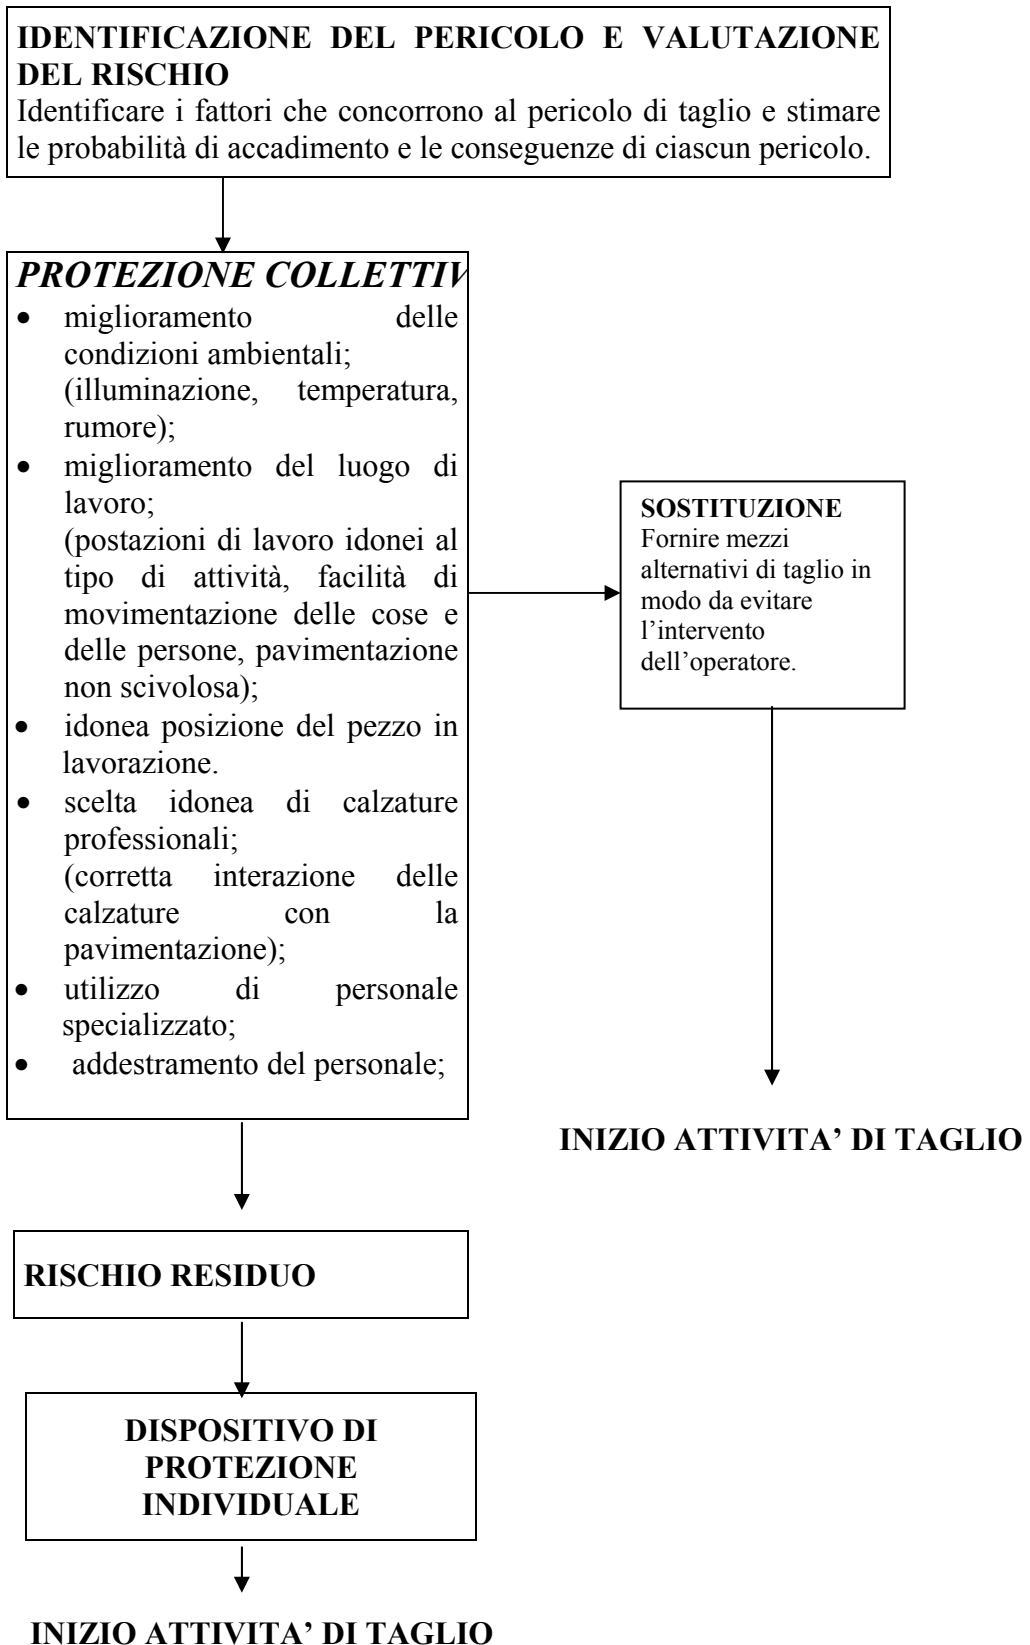 IDENTIFICAZIONE DEL PERICOLO E VALUTAZIONE
DEL RISCHIO
Identificare i fattori che concorrono al pericolo di taglio e stimare
le probabilità di accadimento e le conseguenze di ciascun pericolo.
PROTEZIONE COLLETTIV
• miglioramento delle
condizioni ambientali;
(illuminazione, temperatura,
rumore);
• miglioramento del luogo di
lavoro;
(postazioni di lavoro idonei al
tipo di attività, facilità di
movimentazione delle cose e
delle persone, pavimentazione
non scivolosa);
• idonea posizione del pezzo in
lavorazione.
• scelta idonea di calzature
professionali;
(corretta interazione delle
calzature con la
pavimentazione);
• utilizzo di personale
specializzato;
• addestramento del personale;
SOSTITUZIONE
Fornire mezzi
alternativi di taglio in
modo da evitare
l’intervento
dell’operatore.
INIZIO ATTIVITA’ DI TAGLIO
RISCHIO RESIDUO
DISPOSITIVO DI
PROTEZIONE
INDIVIDUALE
INIZIO ATTIVITA’ DI TAGLIO